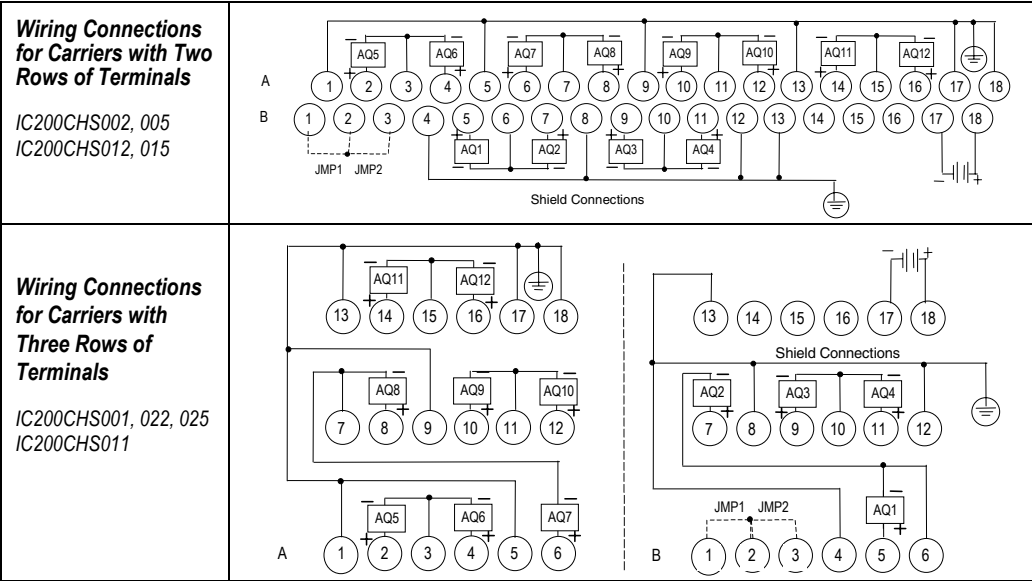 Wiring Connections
for Carriers with Two
Rows of Terminals
IC200CHS002, 005
IC200CHS012, 015
AQ5 AQ6 AQ7 AQ8 AQ9 AQ10 AQ11 AQ12
A 1 2 3 4 5 6 7 8 9 10 11 12 13 14 15 16 17 18
B 1 2 3 4 5 6 7 8 9 10 11 12 13 14 15 16 17 18
AQ1 AQ2 AQ3 AQ4
JMP1 JMP2
Shield Connections
Wiring Connections
for Carriers with
Three Rows of
Terminals
IC200CHS001, 022, 025
IC200CHS011
AQ11 AQ12
13 14 15 16 17 18
AQ8 AQ9 AQ10
7 8 9 10 11 12
AQ5 AQ6 AQ7
A 1 2 3 4 5 6
13 14 15 16 17 18
Shield Connections
AQ2 AQ3 AQ4
7 8 9 10 11 12
JMP1 JMP2 AQ1
B 1 2 3 4 5 6